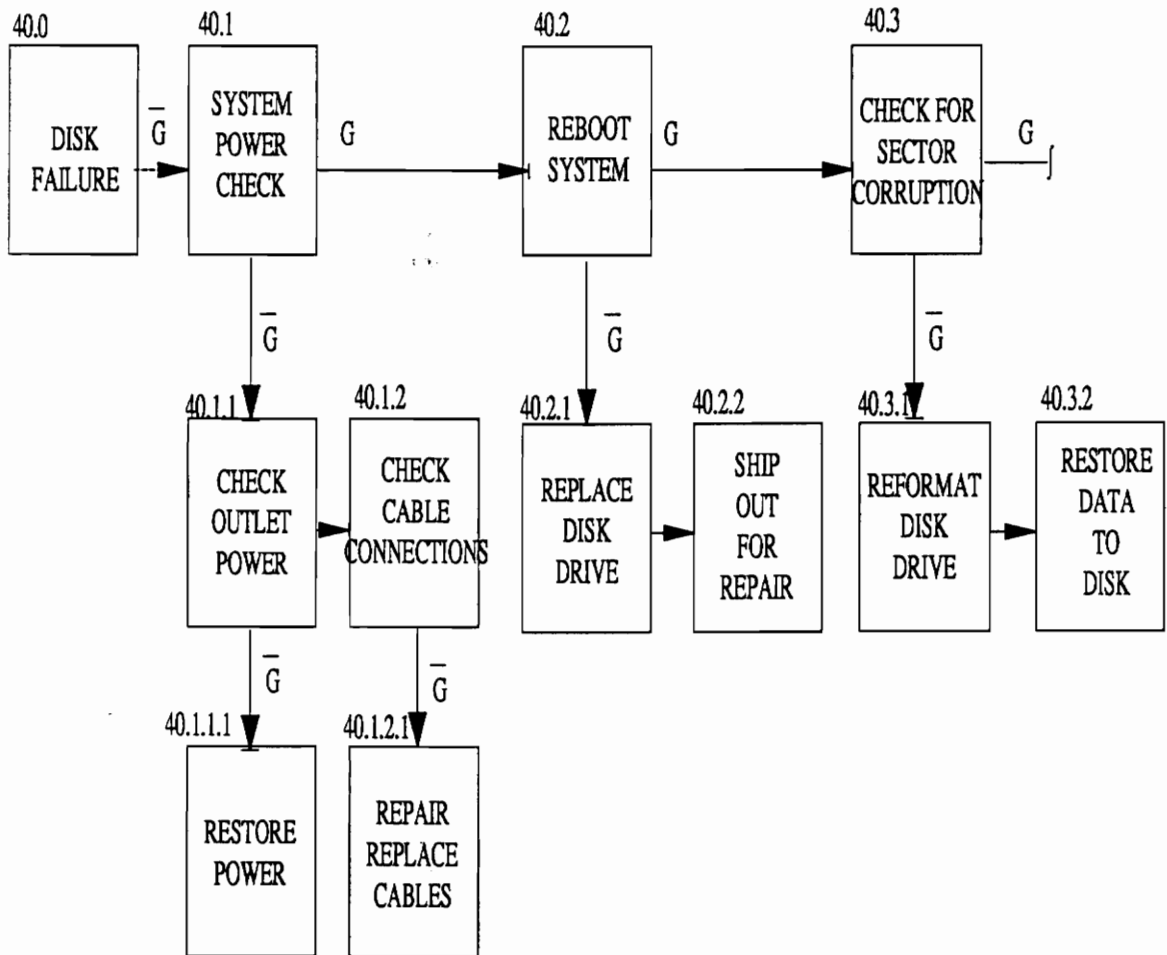 40.0
40.1
40.2
40.3
DISK
FAILURE
G̅
SYSTEM
POWER
CHECK
G
REBOOT
SYSTEM
G
CHECK FOR
SECTOR
CORRUPTION
G
G̅
G̅
G̅
40.1.1
40.1.2
40.2.1
40.2.2
40.3.1
40.3.2
CHECK
OUTLET
POWER
CHECK
CABLE
CONNECTIONS
REPLACE
DISK
DRIVE
SHIP
OUT
FOR
REPAIR
REFORMAT
DISK
DRIVE
RESTORE
DATA
TO
DISK
G̅
G̅
40.1.1.1
40.1.2.1
RESTORE
POWER
REPAIR
REPLACE
CABLES